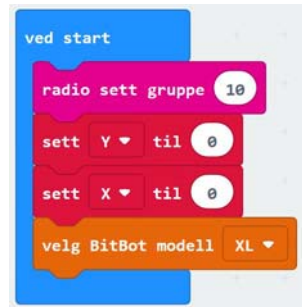 ved start
radio sett gruppe 10
sett Y til 0
sett X til 0
velg BitBot modell XL